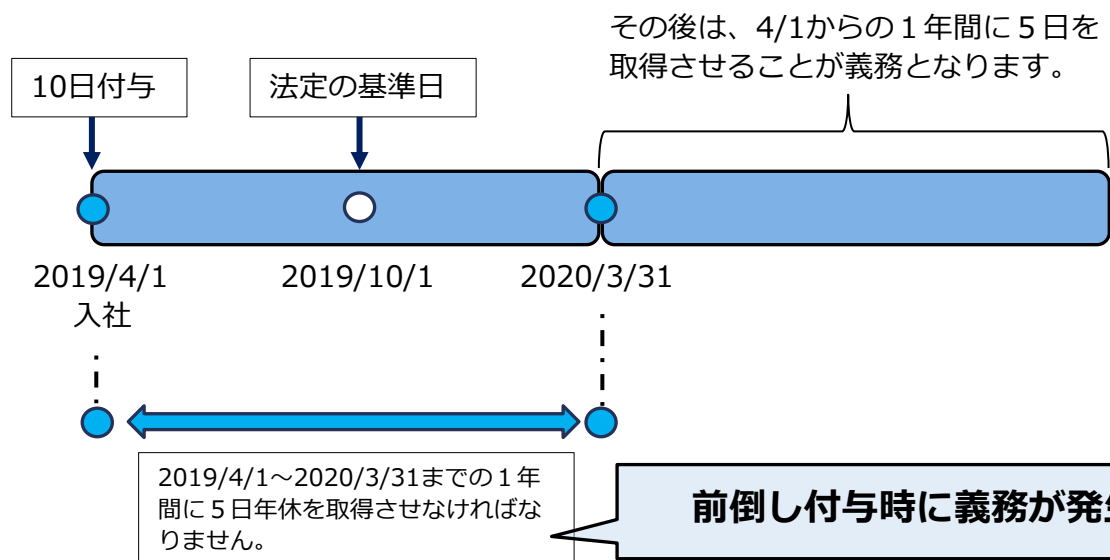 その後は、4/1からの１年間に５日を
取得させることが義務となります。
10日付与
法定の基準日
2019/4/1
入社
2019/10/1
2020/3/31
2019/4/1～2020/3/31までの１年
間に５日年休を取得させなければな
りません。
前倒し付与時に義務が発